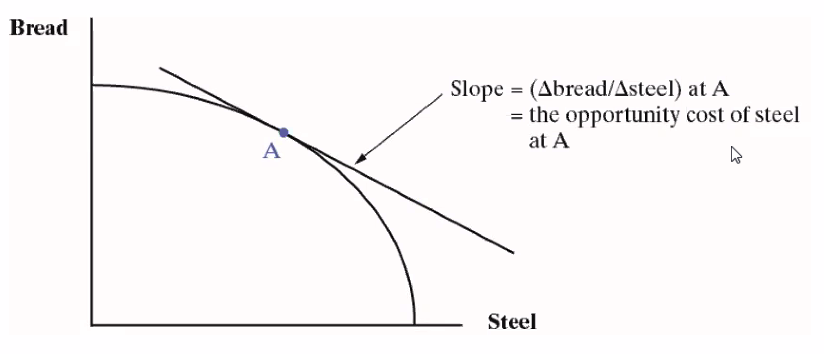 Bread
Slope = (Δbread/Δsteel) at A
= the opportunity cost of steel
at A
A
Steel